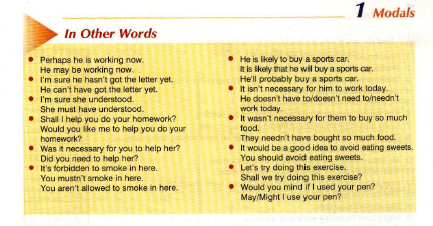 1 Modals
In Other Words
• Perhaps he is working now.
He may be working now.
• I'm sure he hasn't got the letter yet.
He can't have got the letter yet.
• I'm sure she understood.
She must have understood.
• Shall I help you do your homework?
Would you like me to help you do your
homework?
• Was it necessary for you to help her?
Did you need to help her?
• It's forbidden to smoke in here.
You mustn't smoke in here.
You aren't allowed to smoke in here.
• He is likely to buy a sports car.
It is likely that he will buy a sports car.
He'll probably buy a sports car.
• It isn't necessary for him to work today.
He doesn't have to/doesn't need to/needn't
work today.
• It wasn't necessary for them to buy so much
food.
They needn't have bought so much food.
• It would be a good idea to avoid eating sweets.
You should avoid eating sweets.
• Let's try doing this exercise.
Shall we try doing this exercise?
• Would you mind if I used your pen?
May/Might I use your pen?